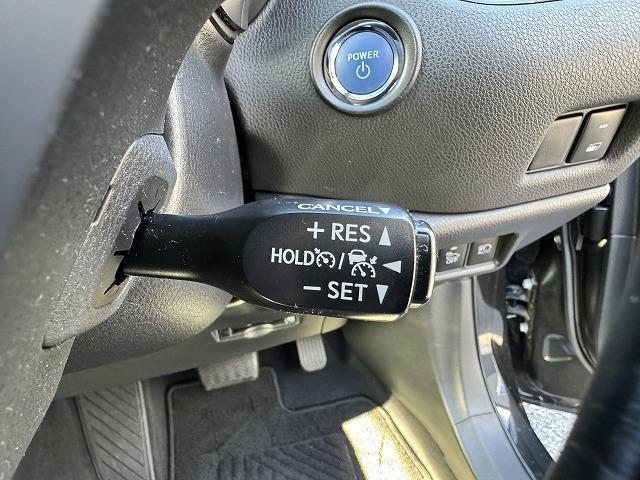 POWER
CANCEL▼
+ RES ▲
HOLD / ◀
− SET ▼